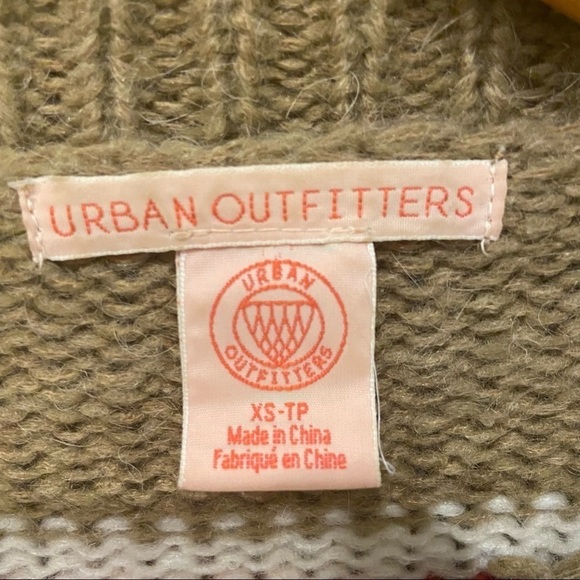 URBAN OUTFITTERS
URBAN
OUTFITTERS
XS-TP
Made in China
Fabriqué en Chine